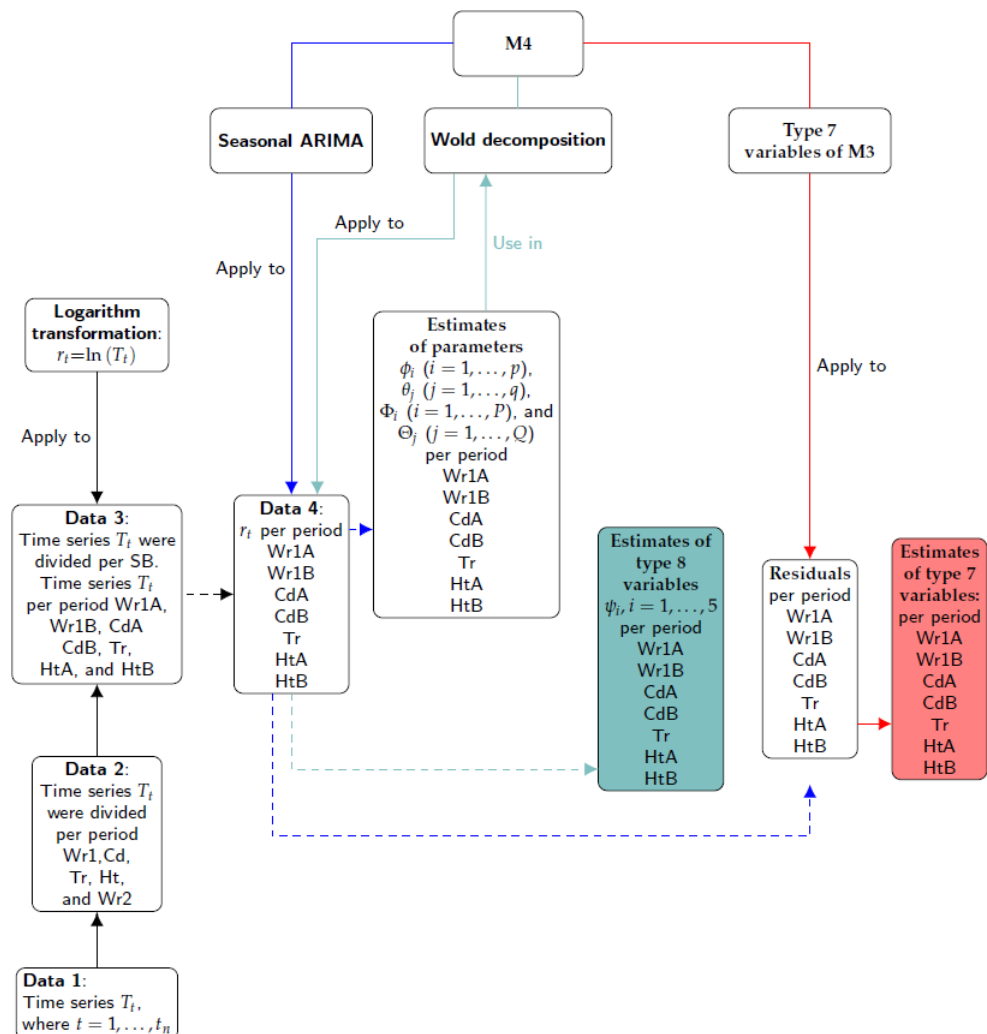 M4
Seasonal ARIMA
Wold decomposition
Type 7
variables of M3
Apply to
Apply to
Use in
Apply to
Logarithm
transformation:
r_t=ln (T_t)
Apply to
Estimates
of parameters
ϕ_i (i = 1, . . . , p),
θ_j (j = 1, . . . , q),
Φ_i (i = 1, . . . , P), and
Θ_j (j = 1, . . . , Q)
per period
Wr1A
Wr1B
CdA
CdB
Tr
HtA
HtB
Data 3:
Time series T_t were
divided per SB.
Time series T_t
per period Wr1A,
Wr1B, CdA
CdB, Tr,
HtA, and HtB
Data 4:
r_t per period
Wr1A
Wr1B
CdA
CdB
Tr
HtA
HtB
Estimates of
type 8
variables
ψ_i, i = 1, . . . , 5
per period
Wr1A
Wr1B
CdA
CdB
Tr
HtA
HtB
Residuals
per period
Wr1A
Wr1B
CdA
CdB
Tr
HtA
HtB
Estimates
of type 7
variables:
per period
Wr1A
Wr1B
CdA
CdB
Tr
HtA
HtB
Data 2:
Time series T_t
were divided
per period
Wr1,Cd,
Tr, Ht,
and Wr2
Data 1:
Time series T_t,
where t = 1, . . . , t_n